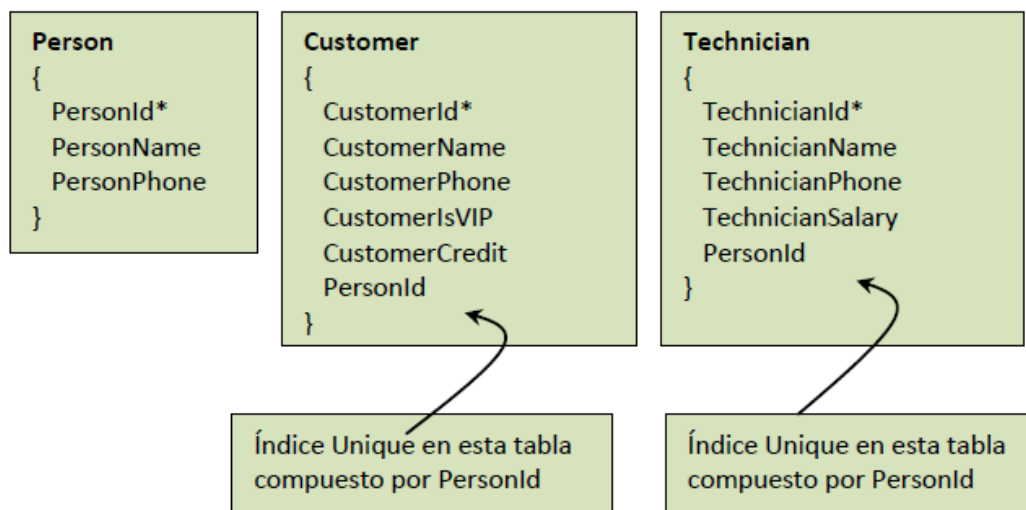 Person
{
PersonId*
PersonName
PersonPhone
}
Customer
{
CustomerId*
CustomerName
CustomerPhone
CustomerIsVIP
CustomerCredit
PersonId
}
Technician
{
TechnicianId*
TechnicianName
TechnicianPhone
TechnicianSalary
PersonId
}
Índice Unique en esta tabla
compuesto por PersonId
Índice Unique en esta tabla
compuesto por PersonId